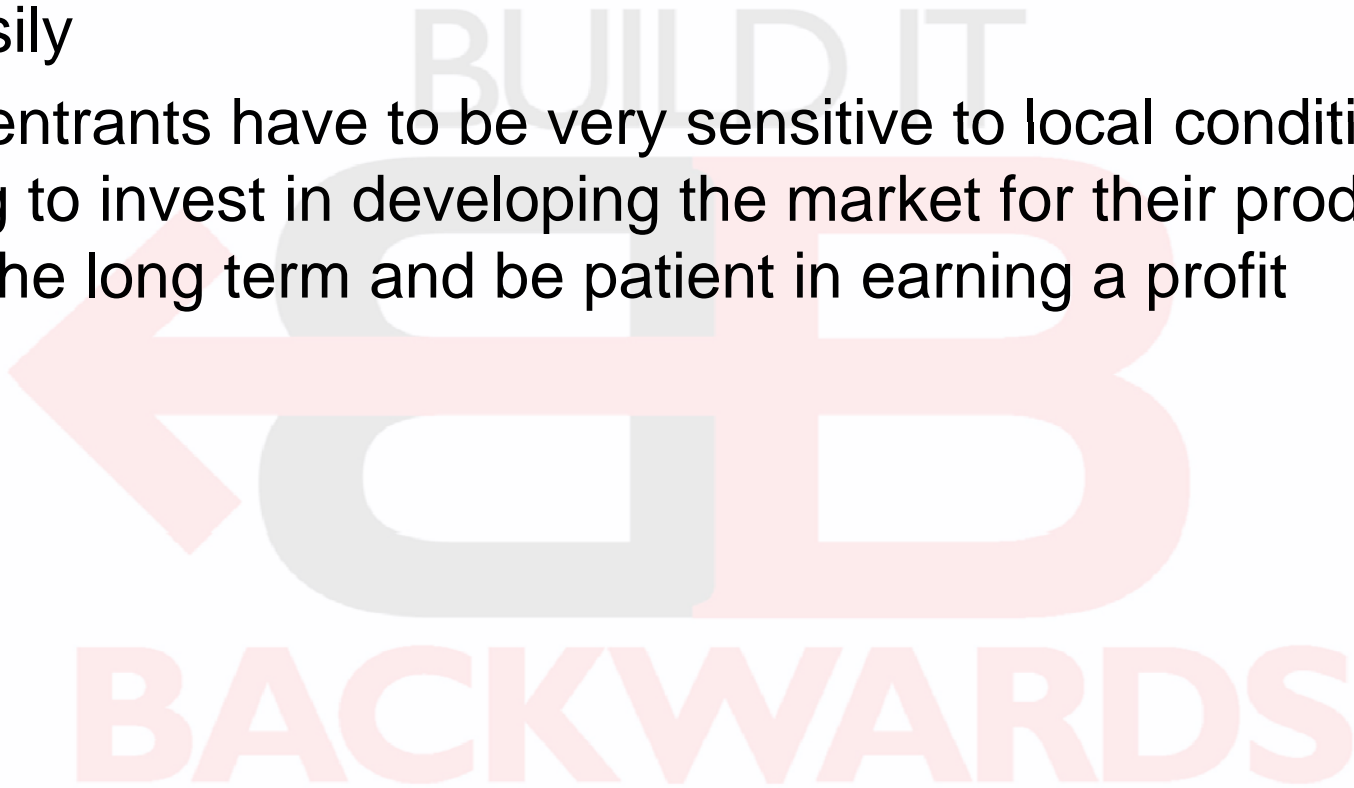 BUILD IT
sily
entrants have to be very sensitive to local conditi
g to invest in developing the market for their prod
he long term and be patient in earning a profit
BACKWARDS